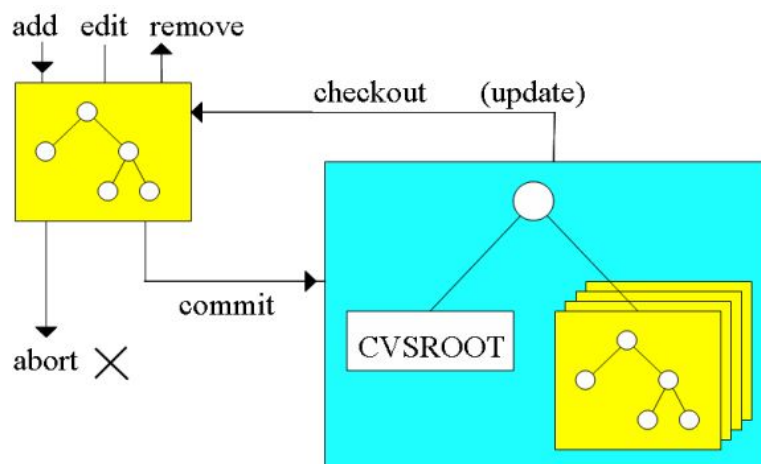 add edit remove
checkout (update)
commit
CVSROOT
abort